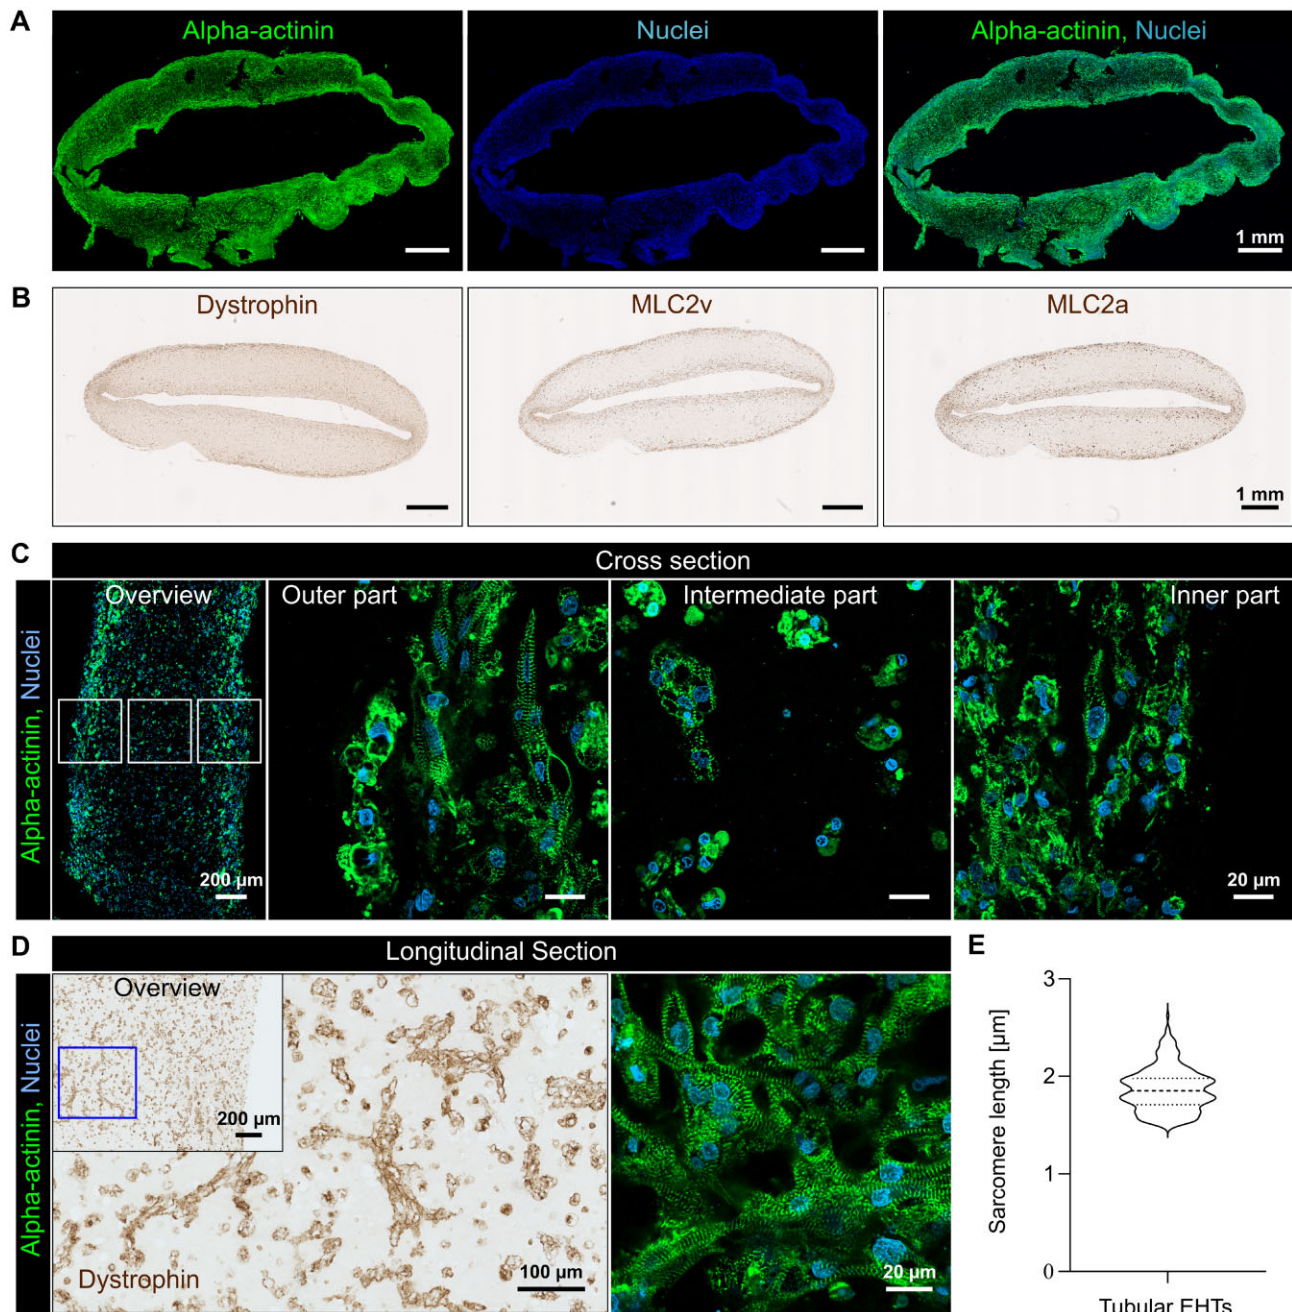 A
Alpha-actinin
Nuclei
Alpha-actinin, Nuclei
1 mm
B
Dystrophin
MLC2v
MLC2a
1 mm
C
Cross section
Alpha-actinin, Nuclei
Overview
Outer part
Intermediate part
Inner part
200 µm
20 µm
D
Longitudinal Section
Alpha-actinin, Nuclei
Overview
200 µm
Dystrophin
100 µm
20 µm
E
Sarcomere length [µm]
3
2
1
0
Tubular EHTs